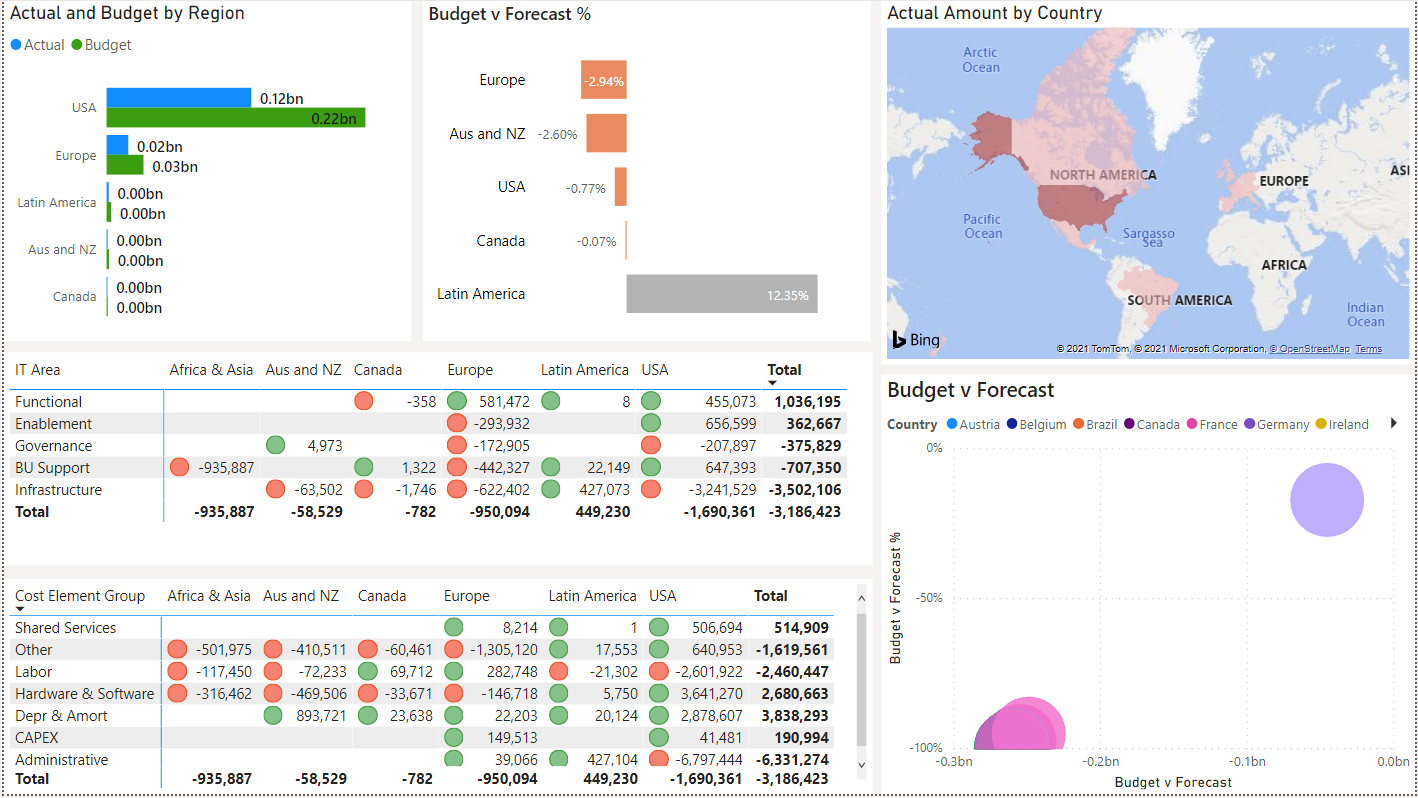 Actual and Budget by Region
Actual Budget
USA 0.12bn
0.22bn
Europe 0.02bn
0.03bn
Latin America 0.00bn
0.00bn
Aus and NZ 0.00bn
0.00bn
Canada 0.00bn
0.00bn
Budget v Forecast %
Europe -2.94%
Aus and NZ -2.60%
USA -0.77%
Canada -0.07%
Latin America 12.35%
Actual Amount by Country
Arctic
Ocean
NORTH AMERICA
EUROPE
ASI
Pacific
Ocean
Sargasso
Sea
AFRICA
SOUTH AMERICA
Indian
Ocean
Bing
© 2021 TomTom, © 2021 Microsoft Corporation, © OpenStreetMap Terms
IT Area Africa & Asia Aus and NZ Canada Europe Latin America USA Total
Functional -358 581,472 8 455,073 1,036,195
Enablement -293,932 656,599 362,667
Governance 4,973 -172,905 -207,897 -375,829
BU Support -935,887 1,322 -442,327 22,149 647,393 -707,350
Infrastructure -63,502 -1,746 -622,402 427,073 -3,241,529 -3,502,106
Total -935,887 -58,529 -782 -950,094 449,230 -1,690,361 -3,186,423
Cost Element Group Africa & Asia Aus and NZ Canada Europe Latin America USA Total
Shared Services 8,214 1 506,694 514,909
Other -501,975 -410,511 -60,461 -1,305,120 17,553 640,953 -1,619,561
Labor -117,450 -72,233 69,712 282,748 -21,302 -2,601,922 -2,460,447
Hardware & Software -316,462 -469,506 -33,671 -146,718 5,750 3,641,270 2,680,663
Depr & Amort 893,721 23,638 22,203 20,124 2,878,607 3,838,293
CAPEX 149,513 41,481 190,994
Administrative 39,066 427,104 -6,797,444 -6,331,274
Total -935,887 -58,529 -782 -950,094 449,230 -1,690,361 -3,186,423
Budget v Forecast
Country Austria Belgium Brazil Canada France Germany Ireland
0%
-50%
-100%
Budget v Forecast %
-0.3bn -0.2bn -0.1bn 0.0bn
Budget v Forecast